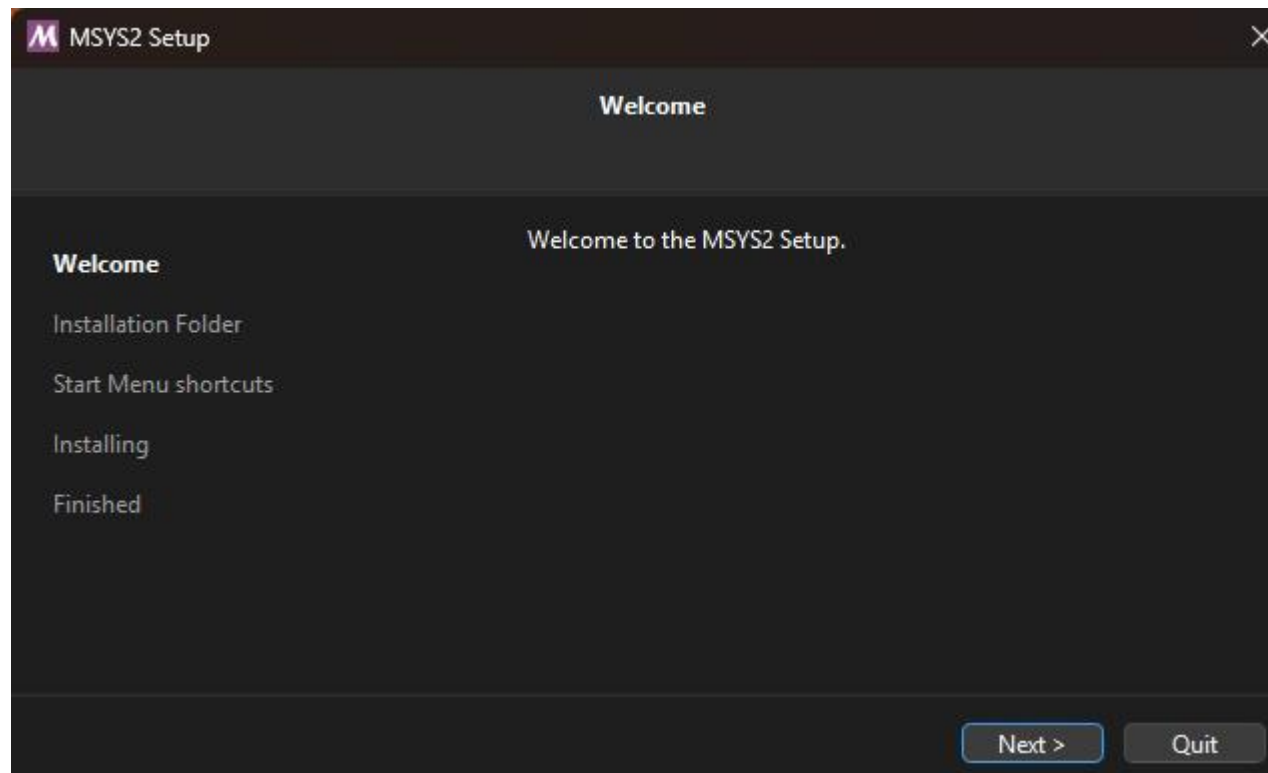 MSYS2 Setup
Welcome
Welcome to the MSYS2 Setup.
Welcome
Installation Folder
Start Menu shortcuts
Installing
Finished
Next >
Quit